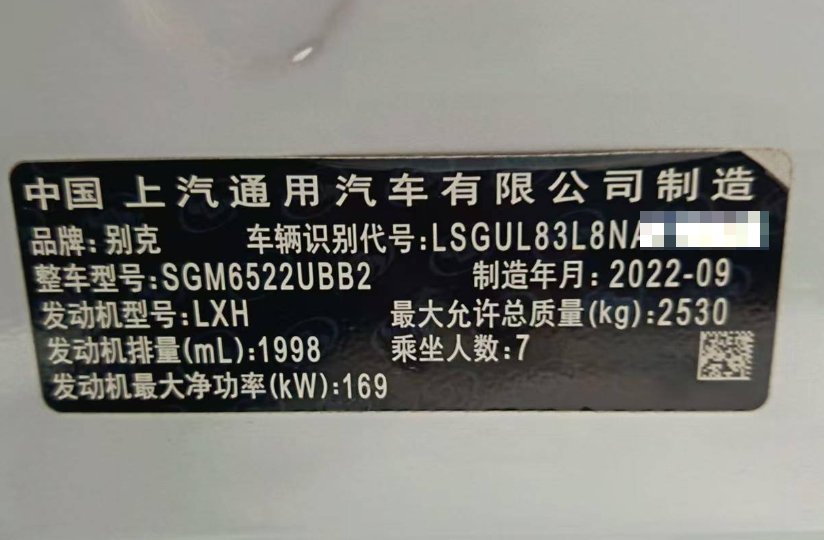 中国 上汽通用汽车有限公司制造
品牌:别克 车辆识别代号:LSGUL83L8NA
整车型号:SGM6522UBB2 制造年月:2022-09
发动机型号:LXH 最大允许总质量(kg):2530
发动机排量(mL):1998 乘坐人数:7
发动机最大净功率(kW):169